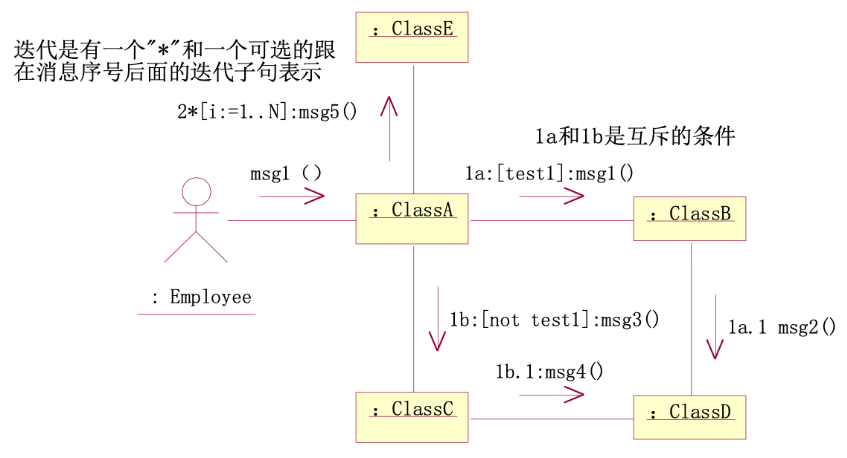 : ClassE
迭代是有一个"*"和一个可选的跟
在消息序号后面的迭代子句表示
2*[i:=1..N]:msg5()
1a和1b是互斥的条件
msg1 ()
1a:[test1]:msg1()
: ClassA
: ClassB
: Employee
1b:[not test1]:msg3()
1a.1 msg2()
1b.1:msg4()
: ClassC
: ClassD